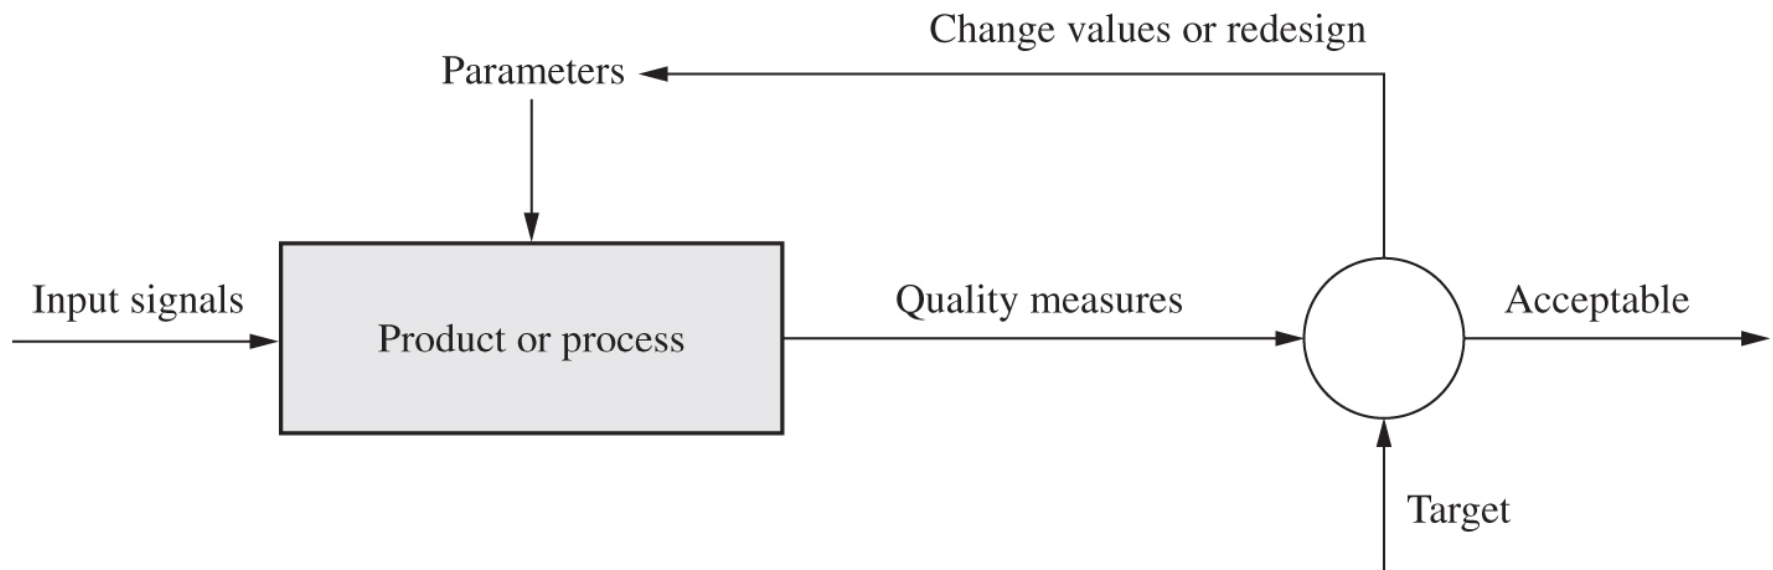 Change values or redesign
Parameters
Input signals
Product or process
Quality measures
Acceptable
Target